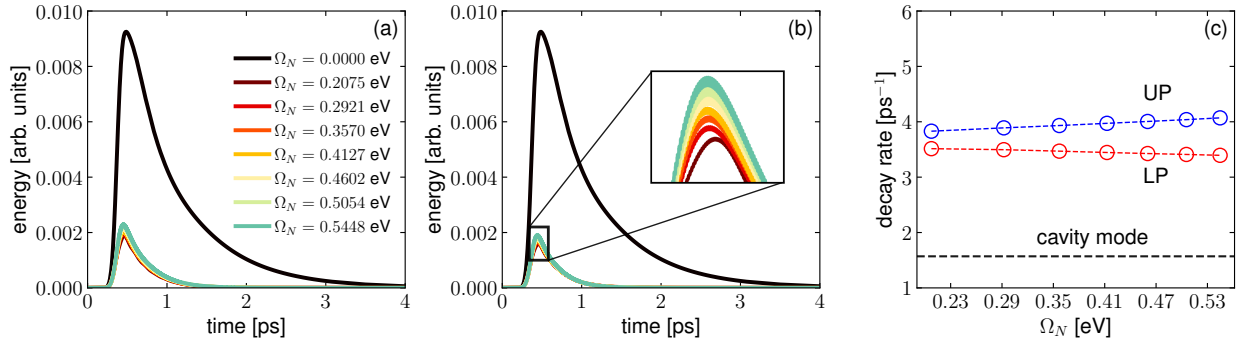 (a)
energy [arb. units]
0.010
0.008
0.006
0.004
0.002
0.000
Ω_N = 0.0000 eV
Ω_N = 0.2075 eV
Ω_N = 0.2921 eV
Ω_N = 0.3570 eV
Ω_N = 0.4127 eV
Ω_N = 0.4602 eV
Ω_N = 0.5054 eV
Ω_N = 0.5448 eV
0 1 2 3 4
time [ps]
(b)
energy [arb. units]
0.010
0.008
0.006
0.004
0.002
0.000
0 1 2 3 4
time [ps]
(c)
decay rate [ps⁻¹]
6
5
4
3
2
1
UP
LP
cavity mode
0.23 0.29 0.35 0.41 0.47 0.53
Ω_N [eV]